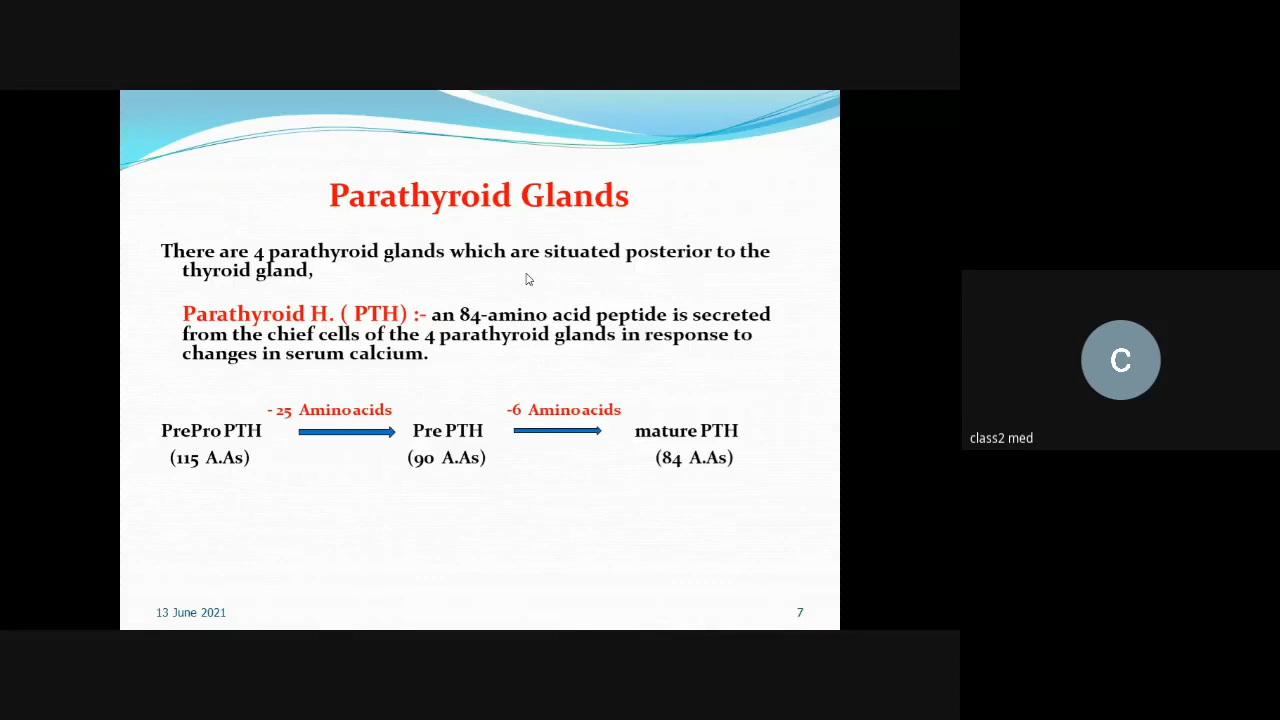 Parathyroid Glands
There are 4 parathyroid glands which are situated posterior to the
thyroid gland,
Parathyroid H. ( PTH) :- an 84-amino acid peptide is secreted
from the chief cells of the 4 parathyroid glands in response to
changes in serum calcium.
- 25 Aminoacids -6 Aminoacids
PrePro PTH Pre PTH mature PTH
(115 A.As) (90 A.As) (84 A.As)
13 June 2021 7
C
class2 med